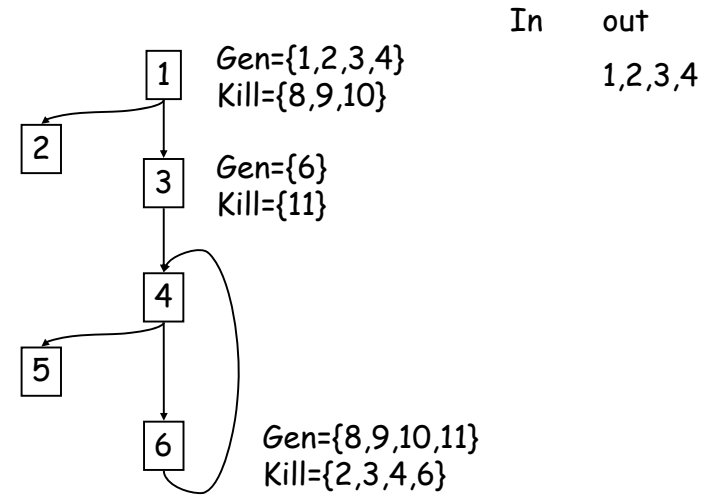 In out
1 Gen={1,2,3,4}
Kill={8,9,10}
1,2,3,4
2
3 Gen={6}
Kill={11}
4
5
6 Gen={8,9,10,11}
Kill={2,3,4,6}